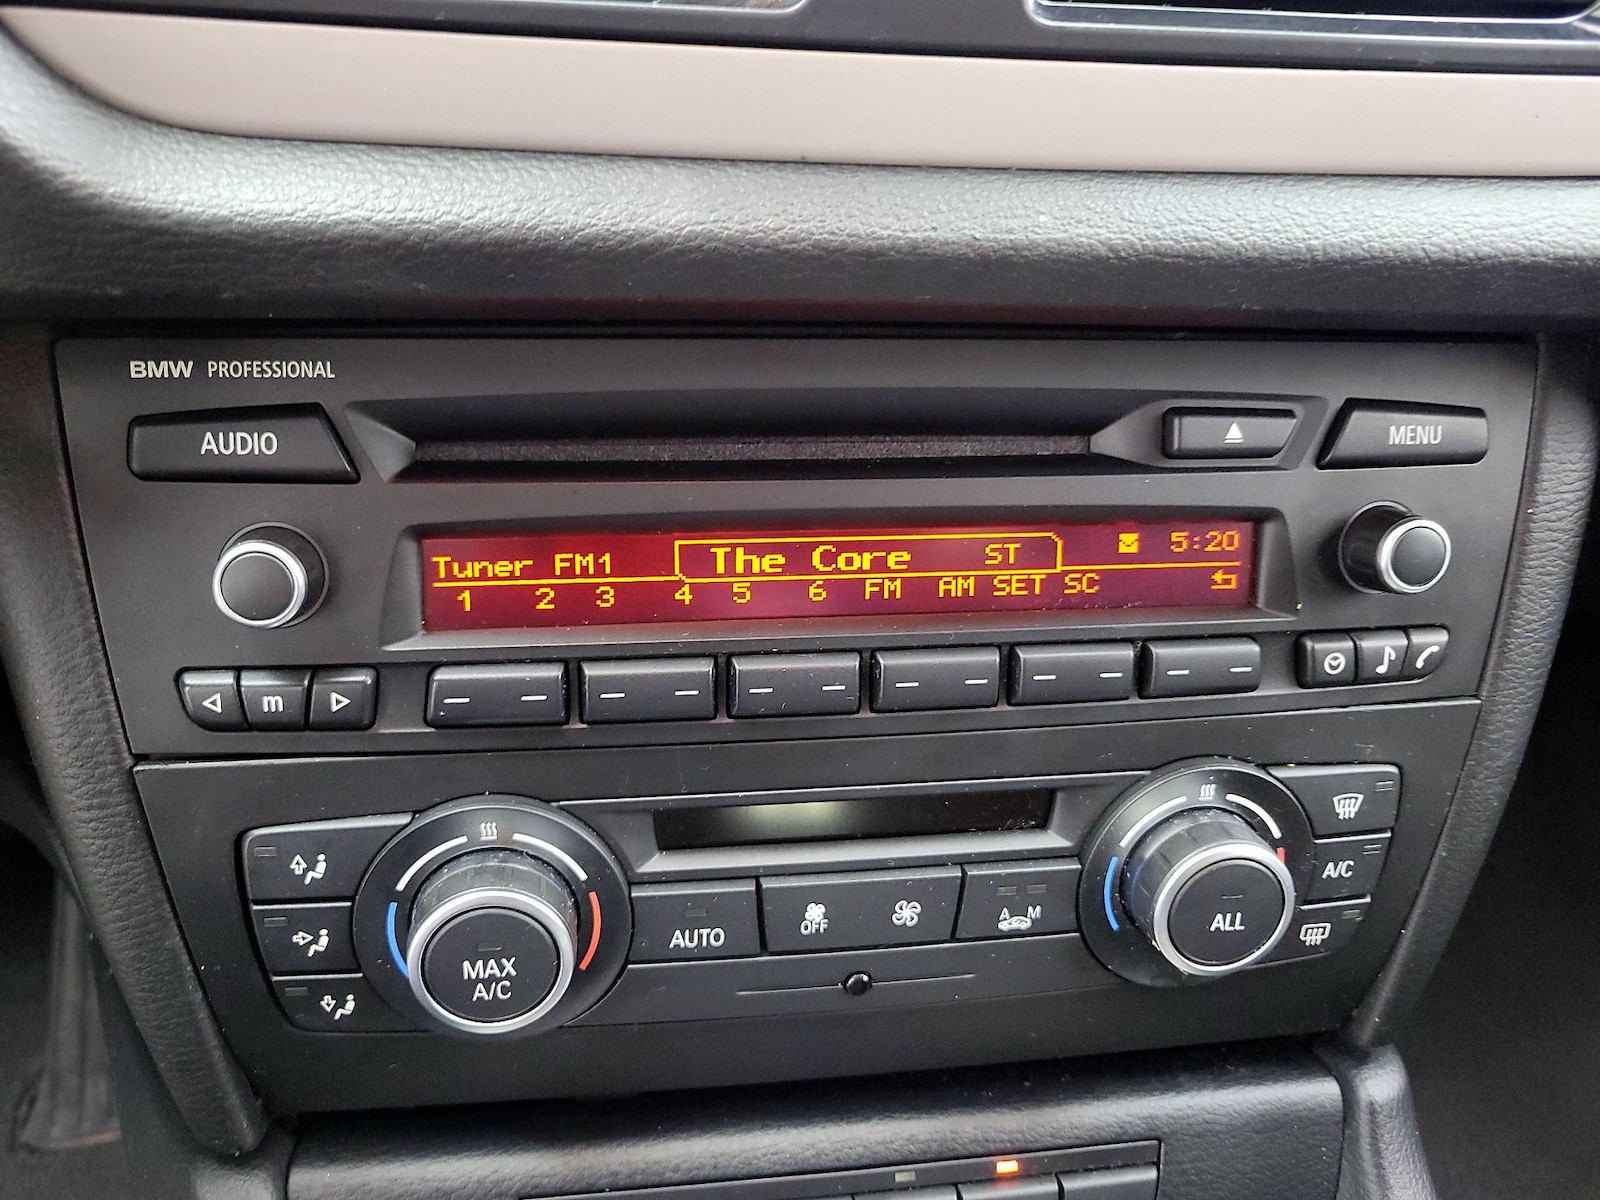 BMW PROFESSIONAL
AUDIO
MENU
Tuner FM1 The Core ST 5:20
1 2 3 4 5 6 FM AM SET SC
m
AUTO
OFF
A M
A/C
MAX
A/C
ALL